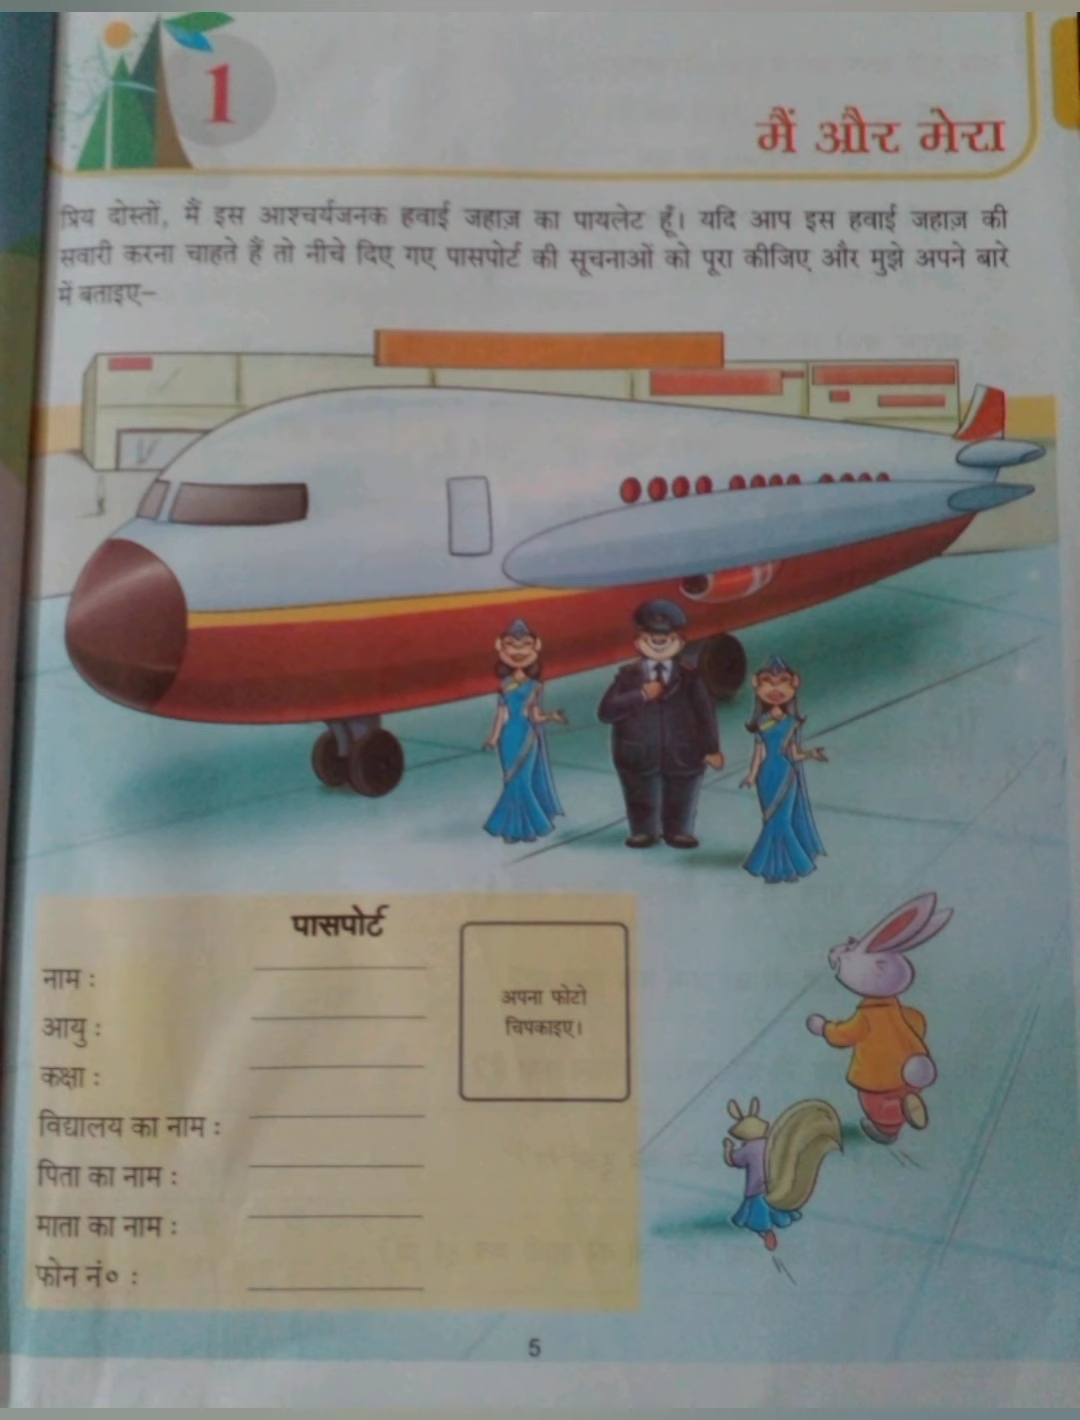 1
मैं और मेरा
प्रिय दोस्तों, मैं इस आश्चर्यजनक हवाई जहाज़ का पायलेट हूँ। यदि आप इस हवाई जहाज़ की
सवारी करना चाहते हैं तो नीचे दिए गए पासपोर्ट की सूचनाओं को पूरा कीजिए और मुझे अपने बारे
में बताइए–
पासपोर्ट
नाम :
आयु :
कक्षा :
विद्यालय का नाम :
पिता का नाम :
माता का नाम :
फोन नं० :
अपना फोटो
चिपकाइए।
5